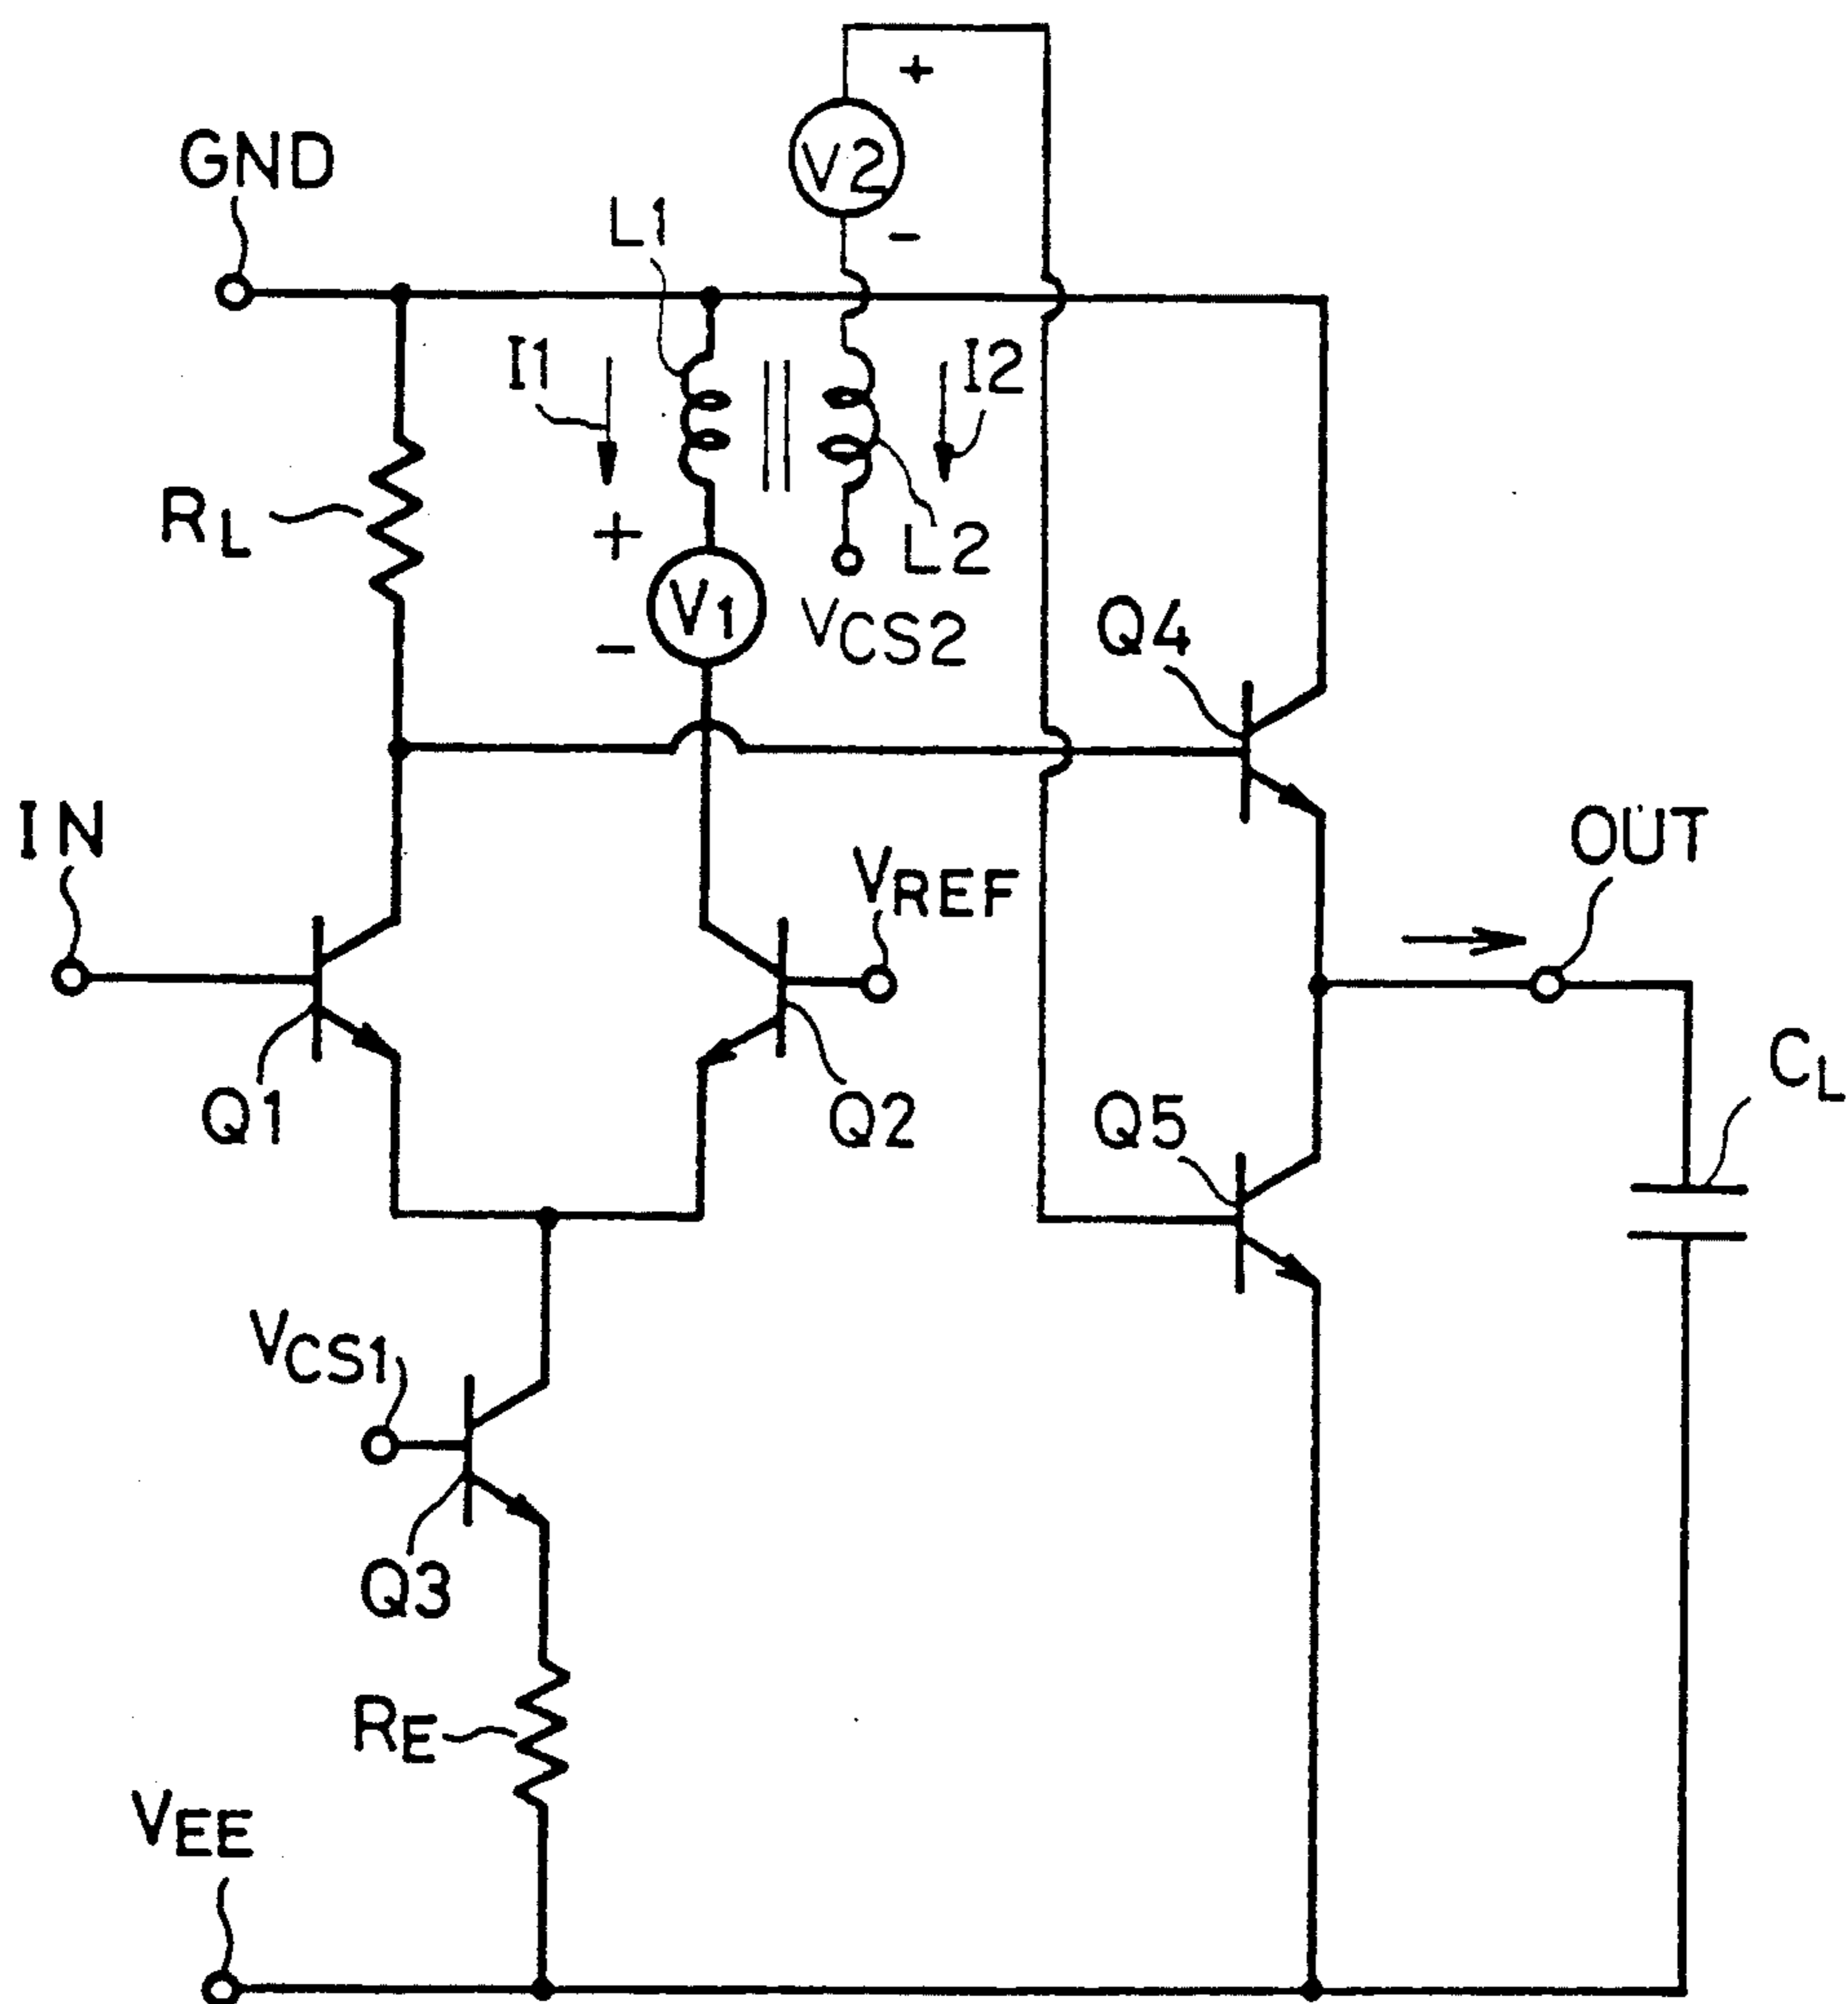 +
V2
GND
L1
-
I1
I2
RL
+
L2
V1
VCS2
-
Q4
IN
VREF
OUT
CL
Q1
Q2
Q5
VCS1
Q3
RE
VEE